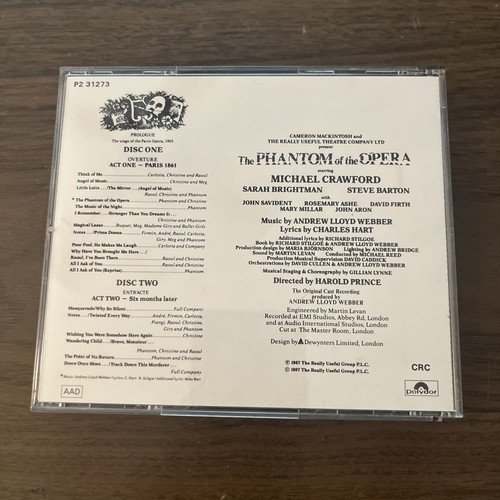 P2 31273
PROLOGUE
The stage of the Paris Opéra, 1905
DISC ONE
OVERTURE
ACT ONE – PARIS 1861
Think of Me . . . Carlotta, Christine and Raoul
Angel of Music . . . Christine and Meg
Little Lotte . . ./The Mirror . . . (Angel of Music)
Raoul, Christine and Phantom
* The Phantom of the Opera . . . Phantom and Christine
The Music of the Night . . . Phantom
I Remember . . ./Stranger Than You Dreamt It . . .
Christine and Phantom
Magical Lasso . . . Buquet, Meg, Madame Giry and Ballet Girls
Notes . . ./Prima Donna . . . Firmin, André, Raoul, Carlotta,
Giry, Meg and Phantom
Poor Fool, He Makes Me Laugh . . . Carlotta and Company
Why Have You Brought Me Here . . ./
Raoul, I've Been There . . . Raoul and Christine
All I Ask of You . . . Raoul and Christine
All I Ask of You (Reprise) . . . Phantom
DISC TWO
ENTR'ACTE
ACT TWO – Six months later
Masquerade/Why So Silent . . . Full Company
Notes . . ./Twisted Every Way . . . André, Firmin, Carlotta,
Piangi, Raoul, Christine,
Giry and Phantom
Wishing You Were Somehow Here Again . . . Christine
Wandering Child . . ./Bravo, Monsieur . . .
Phantom, Christine and Raoul
The Point of No Return . . . Phantom and Christine
Down Once More . . ./Track Down This Murderer . . .
Full Company
AAD
CAMERON MACKINTOSH and
THE REALLY USEFUL THEATRE COMPANY LTD
present
The PHANTOM of the OPERA
starring
MICHAEL CRAWFORD
SARAH BRIGHTMAN STEVE BARTON
with
JOHN SAVIDENT ROSEMARY ASHE DAVID FIRTH
MARY MILLAR JOHN ARON
Music by ANDREW LLOYD WEBBER
Lyrics by CHARLES HART
Additional lyrics by RICHARD STILGOE
Book by RICHARD STILGOE & ANDREW LLOYD WEBBER
Production design by MARIA BJÖRNSON Lighting by ANDREW BRIDGE
Sound by MARTIN LEVAN Conducted by MICHAEL REED
Production Musical Supervision DAVID CADDICK
Orchestrations by DAVID CULLEN & ANDREW LLOYD WEBBER
Musical Staging & Choreography by GILLIAN LYNNE
Directed by HAROLD PRINCE
The Original Cast Recording
produced by
ANDREW LLOYD WEBBER
Engineered by Martin Levan
Recorded at EMI Studios, Abbey Rd, London
and at Audio International Studios, London
Cut at The Master Room, London
Design by Dewynters Limited, London
℗ 1987 The Really Useful Group P.L.C.
© 1987 The Really Useful Group P.L.C.
CRC
Polydor